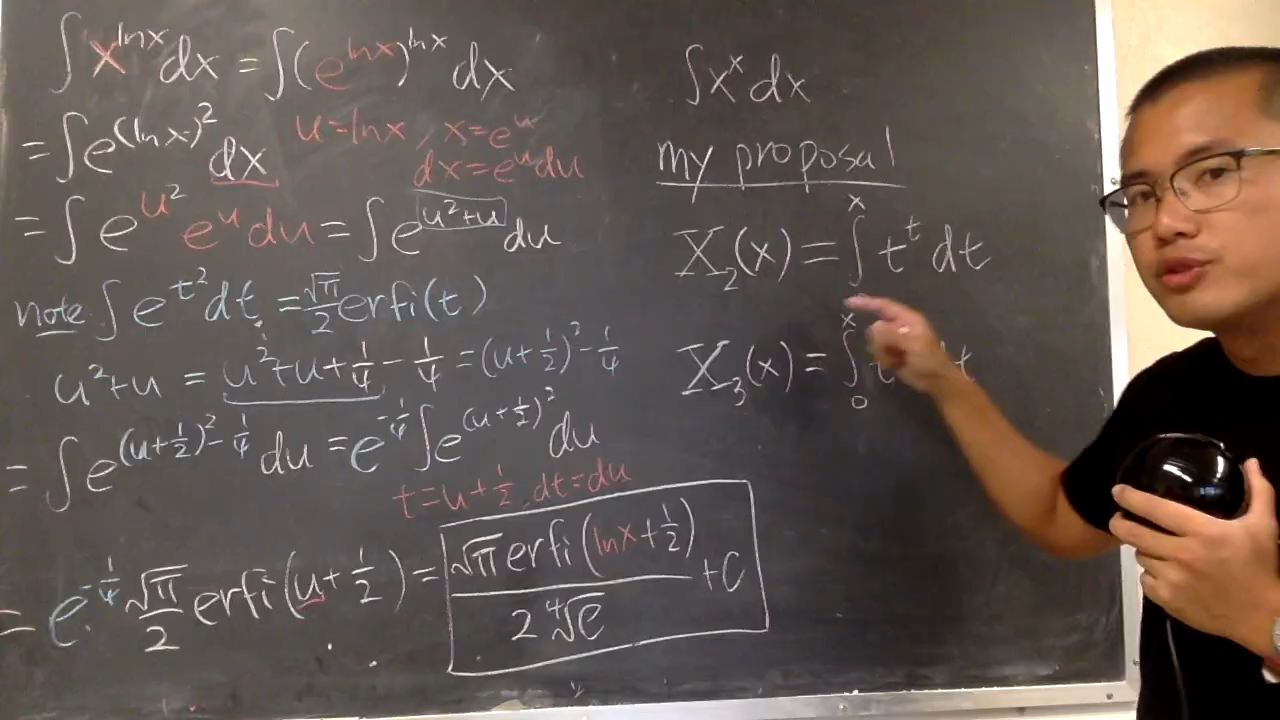 ∫x^(lnx) dx = ∫(e^(lnx))^(lnx) dx
= ∫e^((lnx)²) dx  u=lnx, x=e^u
dx=e^u du
= ∫e^(u²) e^u du = ∫e^(u²+u) du
note ∫e^(t²) dt = √π/2 erfi(t)
u²+u = u²+u+1/4 - 1/4 = (u+1/2)² - 1/4
= ∫e^((u+1/2)²-1/4) du = e^(-1/4) ∫e^((u+1/2)²) du
t=u+1/2, dt=du
= e^(-1/4) √π/2 erfi(u+1/2) = √π erfi(lnx+1/2) / 2∜e + C
∫x^x dx
my proposal
X₂(x) = ∫^x t^t dt
X₃(x) = ∫₀^x t t